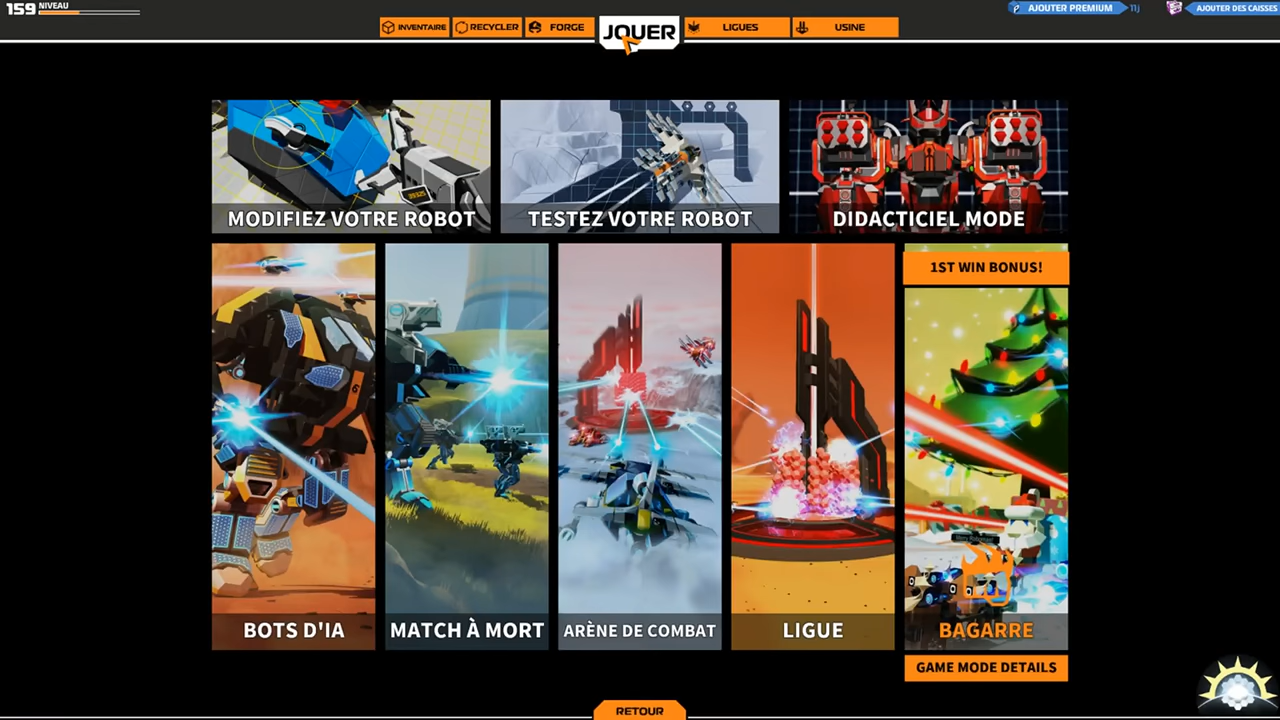 159 NIVEAU
AJOUTER PREMIUM 11j
AJOUTER DES CAISSES
INVENTAIRE
RECYCLER
FORGE
JOUER
LIGUES
USINE
MODIFIEZ VOTRE ROBOT
TESTEZ VOTRE ROBOT
DIDACTICIEL MODE
1ST WIN BONUS!
BOTS D'IA
MATCH À MORT
ARÈNE DE COMBAT
LIGUE
BAGARRE
GAME MODE DETAILS
RETOUR